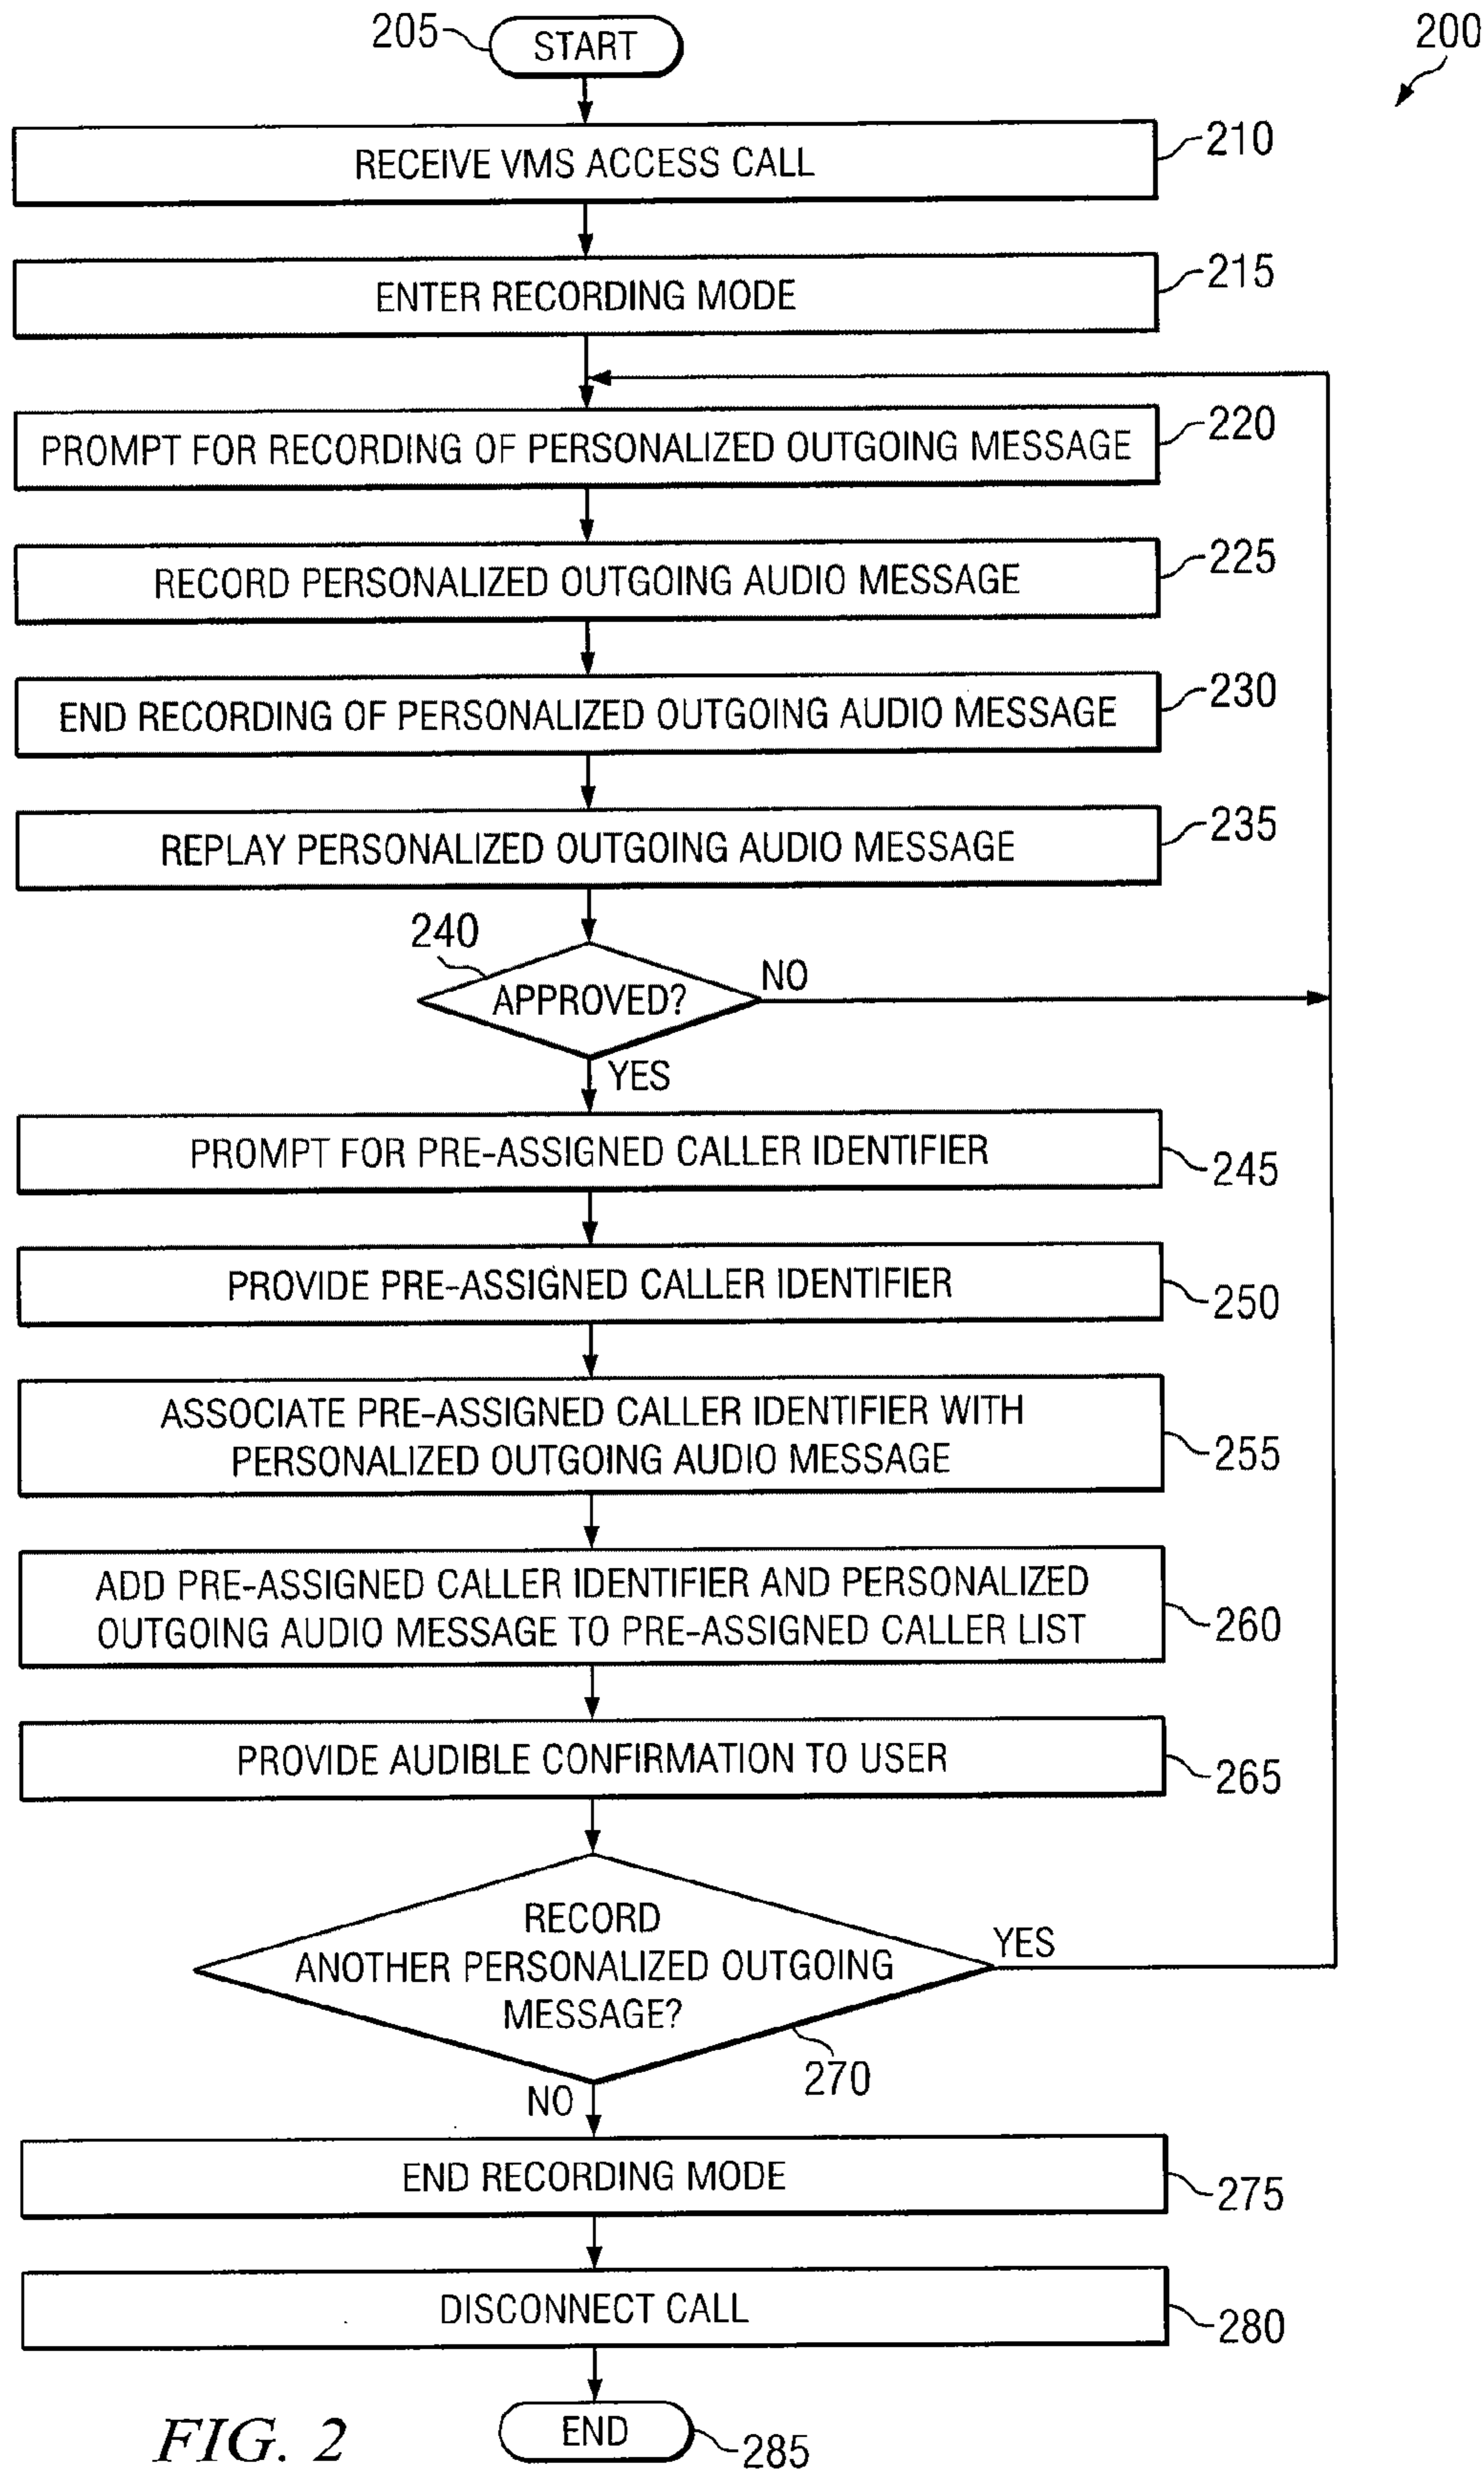 205
START
200
RECEIVE VMS ACCESS CALL
210
ENTER RECORDING MODE
215
PROMPT FOR RECORDING OF PERSONALIZED OUTGOING MESSAGE
220
RECORD PERSONALIZED OUTGOING AUDIO MESSAGE
225
END RECORDING OF PERSONALIZED OUTGOING AUDIO MESSAGE
230
REPLAY PERSONALIZED OUTGOING AUDIO MESSAGE
235
240
APPROVED?
NO
YES
PROMPT FOR PRE-ASSIGNED CALLER IDENTIFIER
245
PROVIDE PRE-ASSIGNED CALLER IDENTIFIER
250
ASSOCIATE PRE-ASSIGNED CALLER IDENTIFIER WITH
PERSONALIZED OUTGOING AUDIO MESSAGE
255
ADD PRE-ASSIGNED CALLER IDENTIFIER AND PERSONALIZED
OUTGOING AUDIO MESSAGE TO PRE-ASSIGNED CALLER LIST
260
PROVIDE AUDIBLE CONFIRMATION TO USER
265
RECORD
ANOTHER PERSONALIZED OUTGOING
MESSAGE?
YES
270
NO
END RECORDING MODE
275
DISCONNECT CALL
280
END
285
FIG. 2